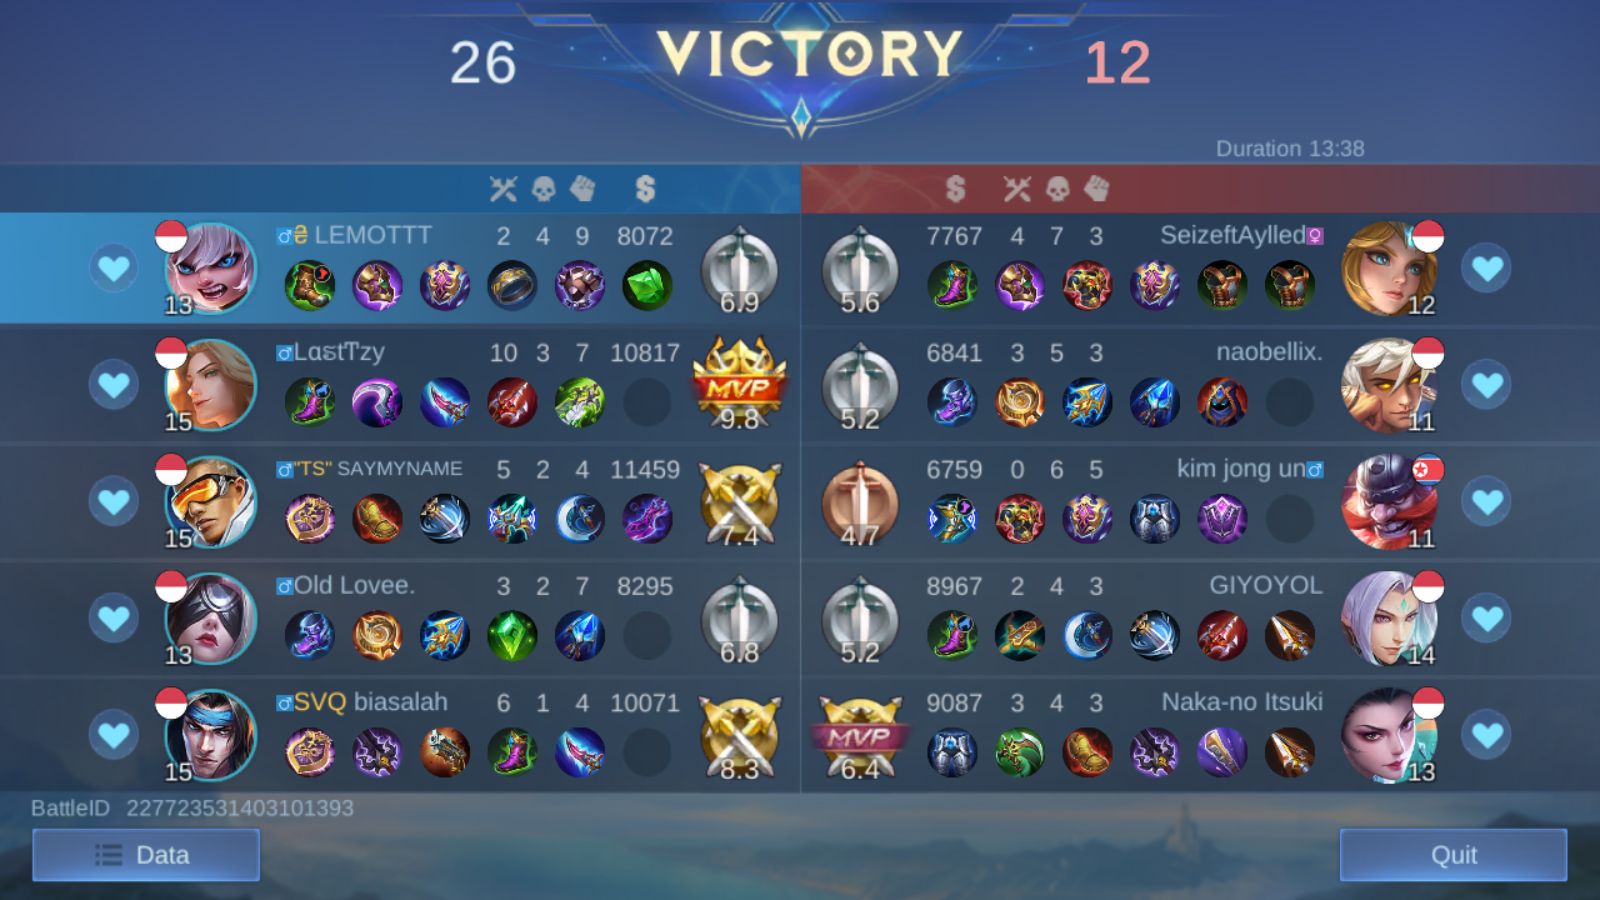 26 VICTORY 12
Duration 13:38
₴ LEMOTTT 2 4 9 8072 6.9
13
5.6 7767 4 7 3 SeizeftAylled
12
LɑsƭTzy 10 3 7 10817 MVP 9.8
15
5.2 6841 3 5 3 naobellix.
11
"TS" SAYMYNAME 5 2 4 11459 7.4
15
4.7 6759 0 6 5 kim jong un
11
Old Lovee. 3 2 7 8295 6.8
13
5.2 8967 2 4 3 GIYOYOL
14
SVQ biasalah 6 1 4 10071 8.3
15
MVP 6.4 9087 3 4 3 Naka-no Itsuki
13
BattleID 227723531403101393
Data
Quit